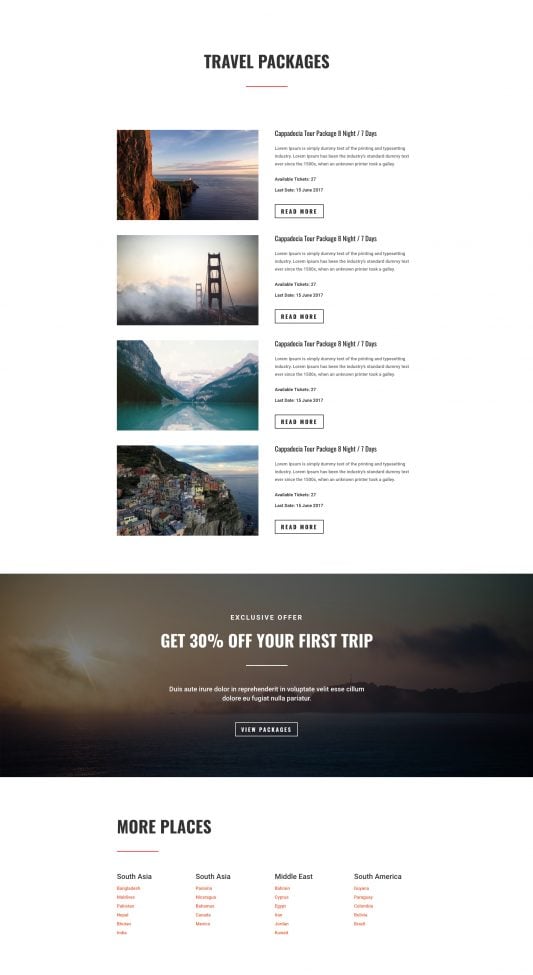 TRAVEL PACKAGES
Cappadocia Tour Package 8 Night / 7 Days
Lorem Ipsum is simply dummy text of the printing and typesetting
industry. Lorem Ipsum has been the industry's standard dummy text
ever since the 1500s, when an unknown printer took a galley.
Available Tickets: 27
Last Date: 15 June 2017
READ MORE
Cappadocia Tour Package 8 Night / 7 Days
Lorem Ipsum is simply dummy text of the printing and typesetting
industry. Lorem Ipsum has been the industry's standard dummy text
ever since the 1500s, when an unknown printer took a galley.
Available Tickets: 27
Last Date: 15 June 2017
READ MORE
Cappadocia Tour Package 8 Night / 7 Days
Lorem Ipsum is simply dummy text of the printing and typesetting
industry. Lorem Ipsum has been the industry's standard dummy text
ever since the 1500s, when an unknown printer took a galley.
Available Tickets: 27
Last Date: 15 June 2017
READ MORE
Cappadocia Tour Package 8 Night / 7 Days
Lorem Ipsum is simply dummy text of the printing and typesetting
industry. Lorem Ipsum has been the industry's standard dummy text
ever since the 1500s, when an unknown printer took a galley.
Available Tickets: 27
Last Date: 15 June 2017
READ MORE
EXCLUSIVE OFFER
GET 30% OFF YOUR FIRST TRIP
Duis aute irure dolor in reprehenderit in voluptate velit esse cillum
dolore eu fugiat nulla pariatur.
VIEW PACKAGES
MORE PLACES
South Asia
Bangladesh
Maldives
Pakistan
Nepal
Bhutan
India
South Asia
Panama
Nicaragua
Bahamas
Canada
Mexico
Middle East
Bahrain
Cyprus
Egypt
Iran
Jordan
Kuwait
South America
Guyana
Paraguay
Colombia
Bolivia
Brazil